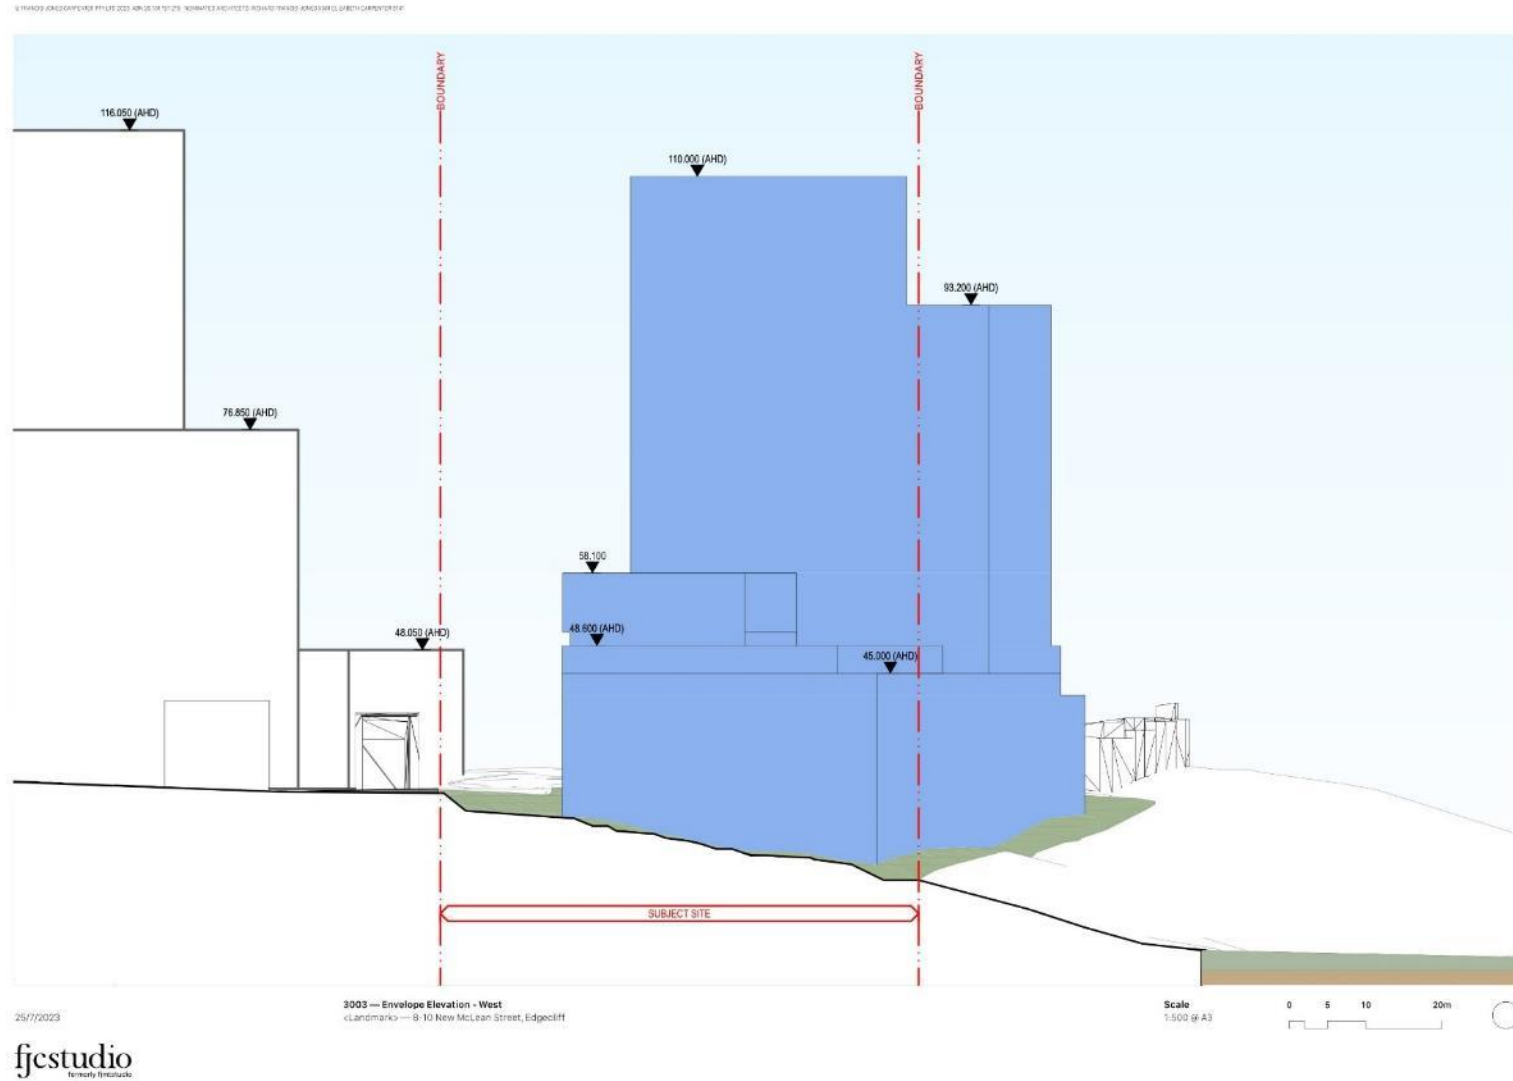 BOUNDARY
BOUNDARY
116.050 (AHD)
110.000 (AHD)
93.200 (AHD)
76.850 (AHD)
58.100
48.600 (AHD)
48.050 (AHD)
45.000 (AHD)
SUBJECT SITE
3003 — Envelope Elevation - West
<Landmark> — 8-10 New McLean Street, Edgecliff
25/7/2023
Scale
1:500 @ A3
0 5 10 20m
fjcstudio
formerly fjmtstudio